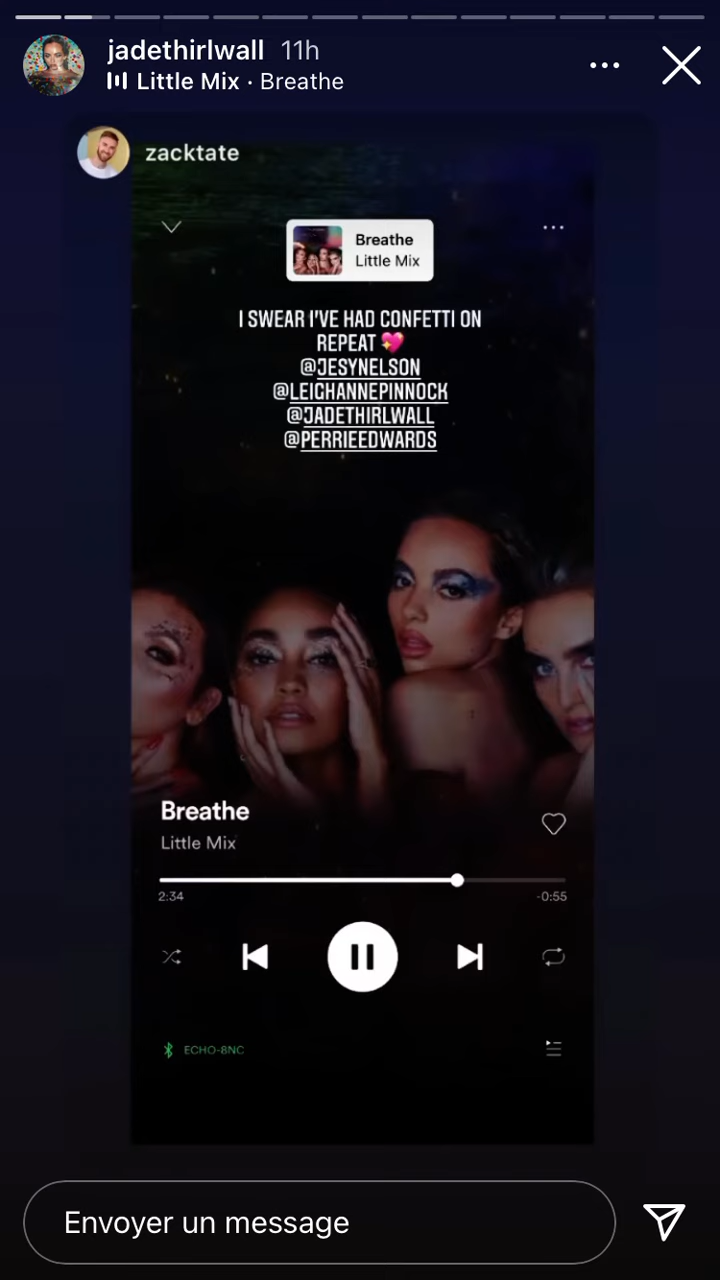 jadethirlwall 11h
Little Mix · Breathe
zacktate
Breathe
Little Mix
I SWEAR I'VE HAD CONFETTI ON
REPEAT 💖
@JESYNELSON
@LEIGHANNEPINNOCK
@JADETHIRLWALL
@PERRIEEDWARDS
Breathe
Little Mix
2:34 -0:55
ECHO-8NC
Envoyer un message